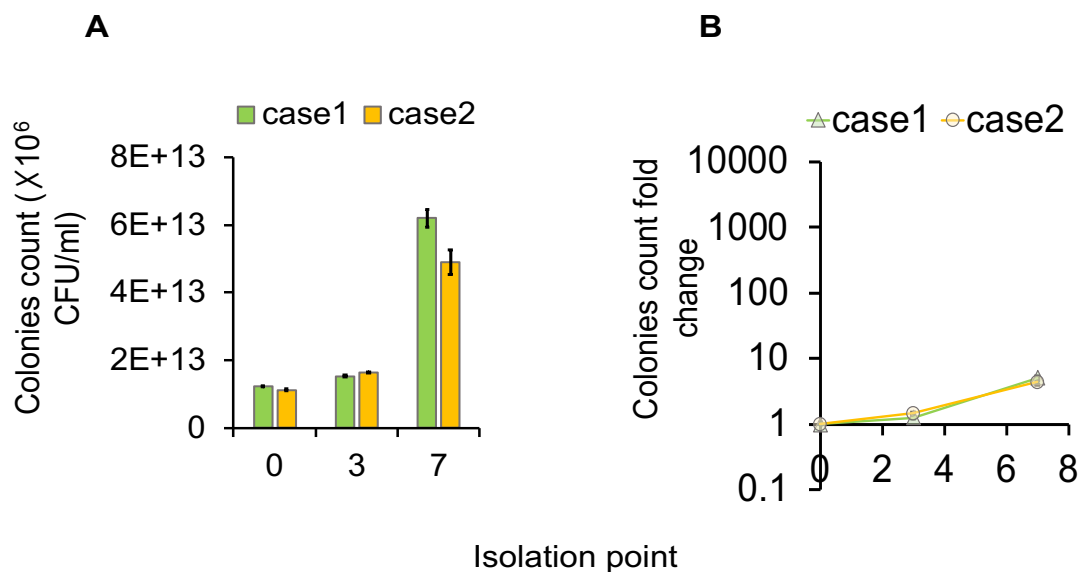 A
B
case1 case2
case1 case2
Colonies count (X10⁶
CFU/ml)
8E+13
6E+13
4E+13
2E+13
0
0 3 7
Colonies count fold
change
10000
1000
100
10
1
0.1
0 2 4 6 8
Isolation point